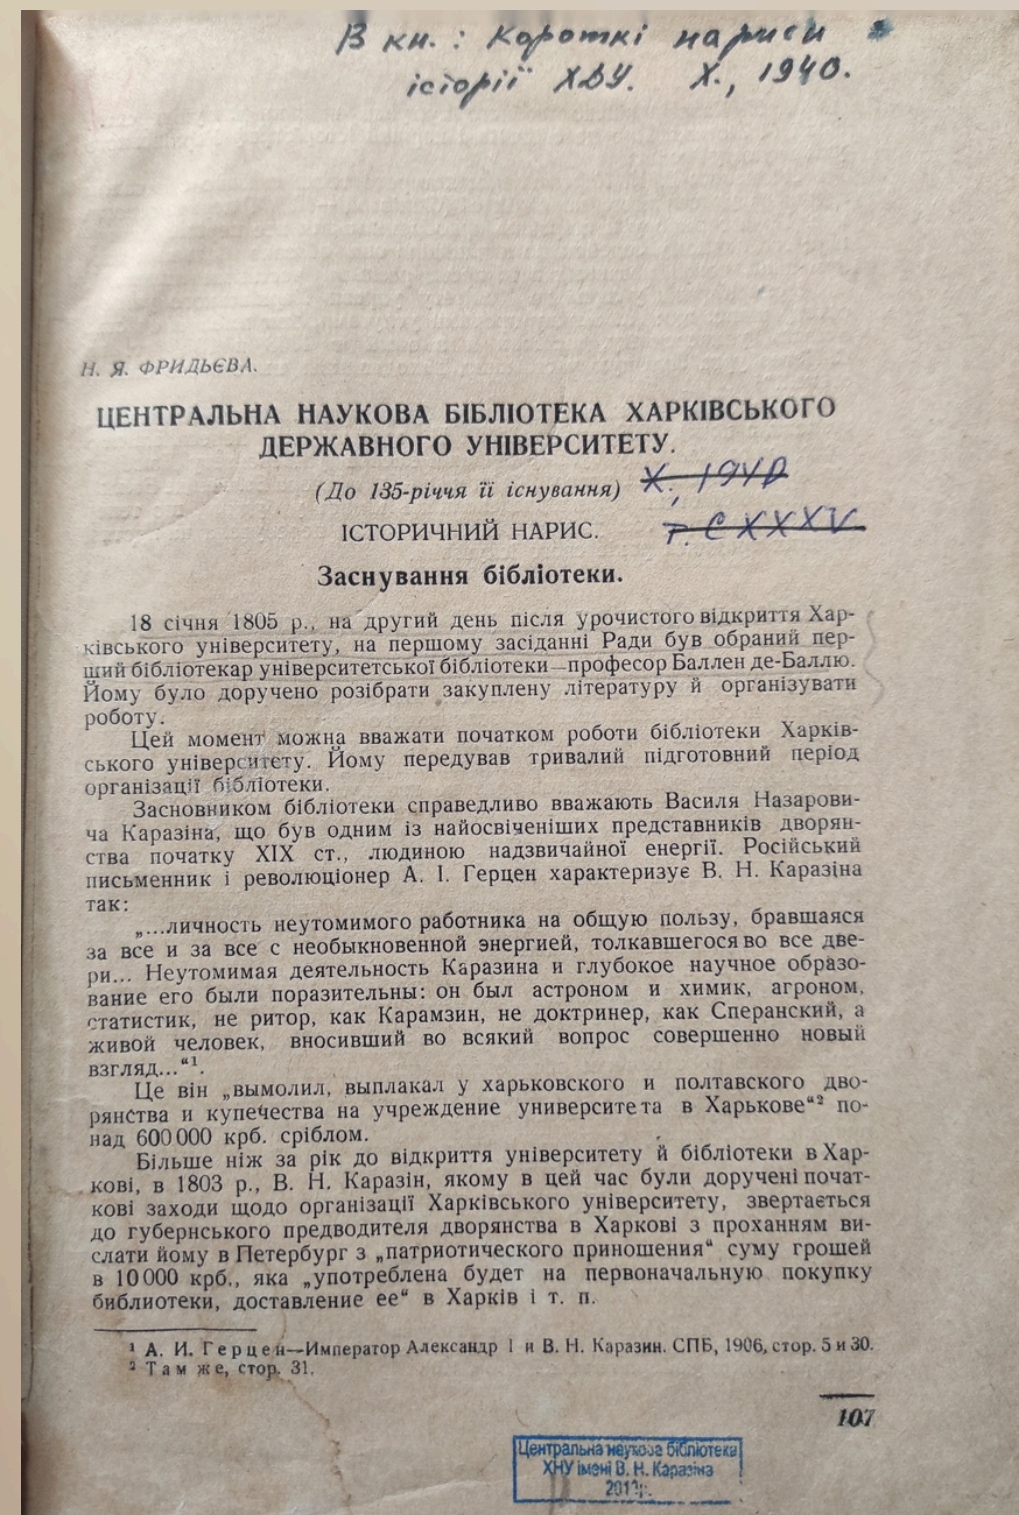 В кн.: Короткі нариси з
історії ХДУ. Х., 1940.
Н. Я. ФРИДЬЄВА.
ЦЕНТРАЛЬНА НАУКОВА БІБЛІОТЕКА ХАРКІВСЬКОГО
ДЕРЖАВНОГО УНІВЕРСИТЕТУ.
(До 135-річчя її існування) Х., 1940
ІСТОРИЧНИЙ НАРИС. Р. CXXXV
Заснування бібліотеки.
18 січня 1805 р., на другий день після урочистого відкриття Хар-
ківського університету, на першому засіданні Ради був обраний пер-
ший бібліотекар університетської бібліотеки—професор Баллен де-Баллю.
Йому було доручено розібрати закуплену літературу й організувати
роботу.
Цей момент можна вважати початком роботи бібліотеки Харків-
ського університету. Йому передував тривалий підготовний період
організації бібліотеки.
Засновником бібліотеки справедливо вважають Василя Назарови-
ча Каразіна, що був одним із найосвіченіших представників дворян-
ства початку XIX ст., людиною надзвичайної енергії. Російський
письменник і революціонер А. І. Герцен характеризує В. Н. Каразіна
так:
„...личность неутомимого работника на общую пользу, бравшаяся
за все и за все с необыкновенной энергией, толкавшегося во все две-
ри... Неутомимая деятельность Каразина и глубокое научное образо-
вание его были поразительны: он был астроном и химик, агроном,
статистик, не ритор, как Карамзин, не доктринер, как Сперанский, а
живой человек, вносивший во всякий вопрос совершенно новый
взгляд...“¹.
Це він „вымолил, выплакал у харьковского и полтавского дво-
рянства и купечества на учреждение университета в Харькове“² по-
над 600 000 крб. сріблом.
Більше ніж за рік до відкриття університету й бібліотеки в Хар-
кові, в 1803 р., В. Н. Каразін, якому в цей час були доручені почат-
кові заходи щодо організації Харківського університету, звертається
до губернського предводителя дворянства в Харкові з проханням ви-
слати йому в Петербург з „патриотического приношения“ суму грошей
в 10 000 крб., яка „употреблена будет на первоначальную покупку
библиотеки, доставление ее“ в Харків і т. п.
¹ А. И. Герцен—Император Александр I и В. Н. Каразин. СПБ, 1906, стор. 5 и 30.
² Там же, стор. 31.
107
Центральна наукова бібліотека
ХНУ імені В. Н. Каразіна